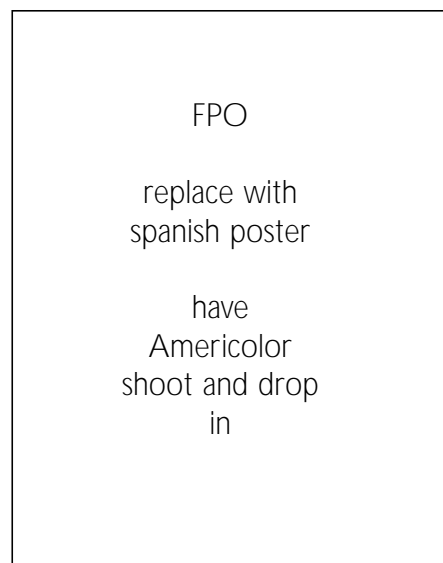 FPO
replace with
spanish poster
have
Americolor
shoot and drop
in